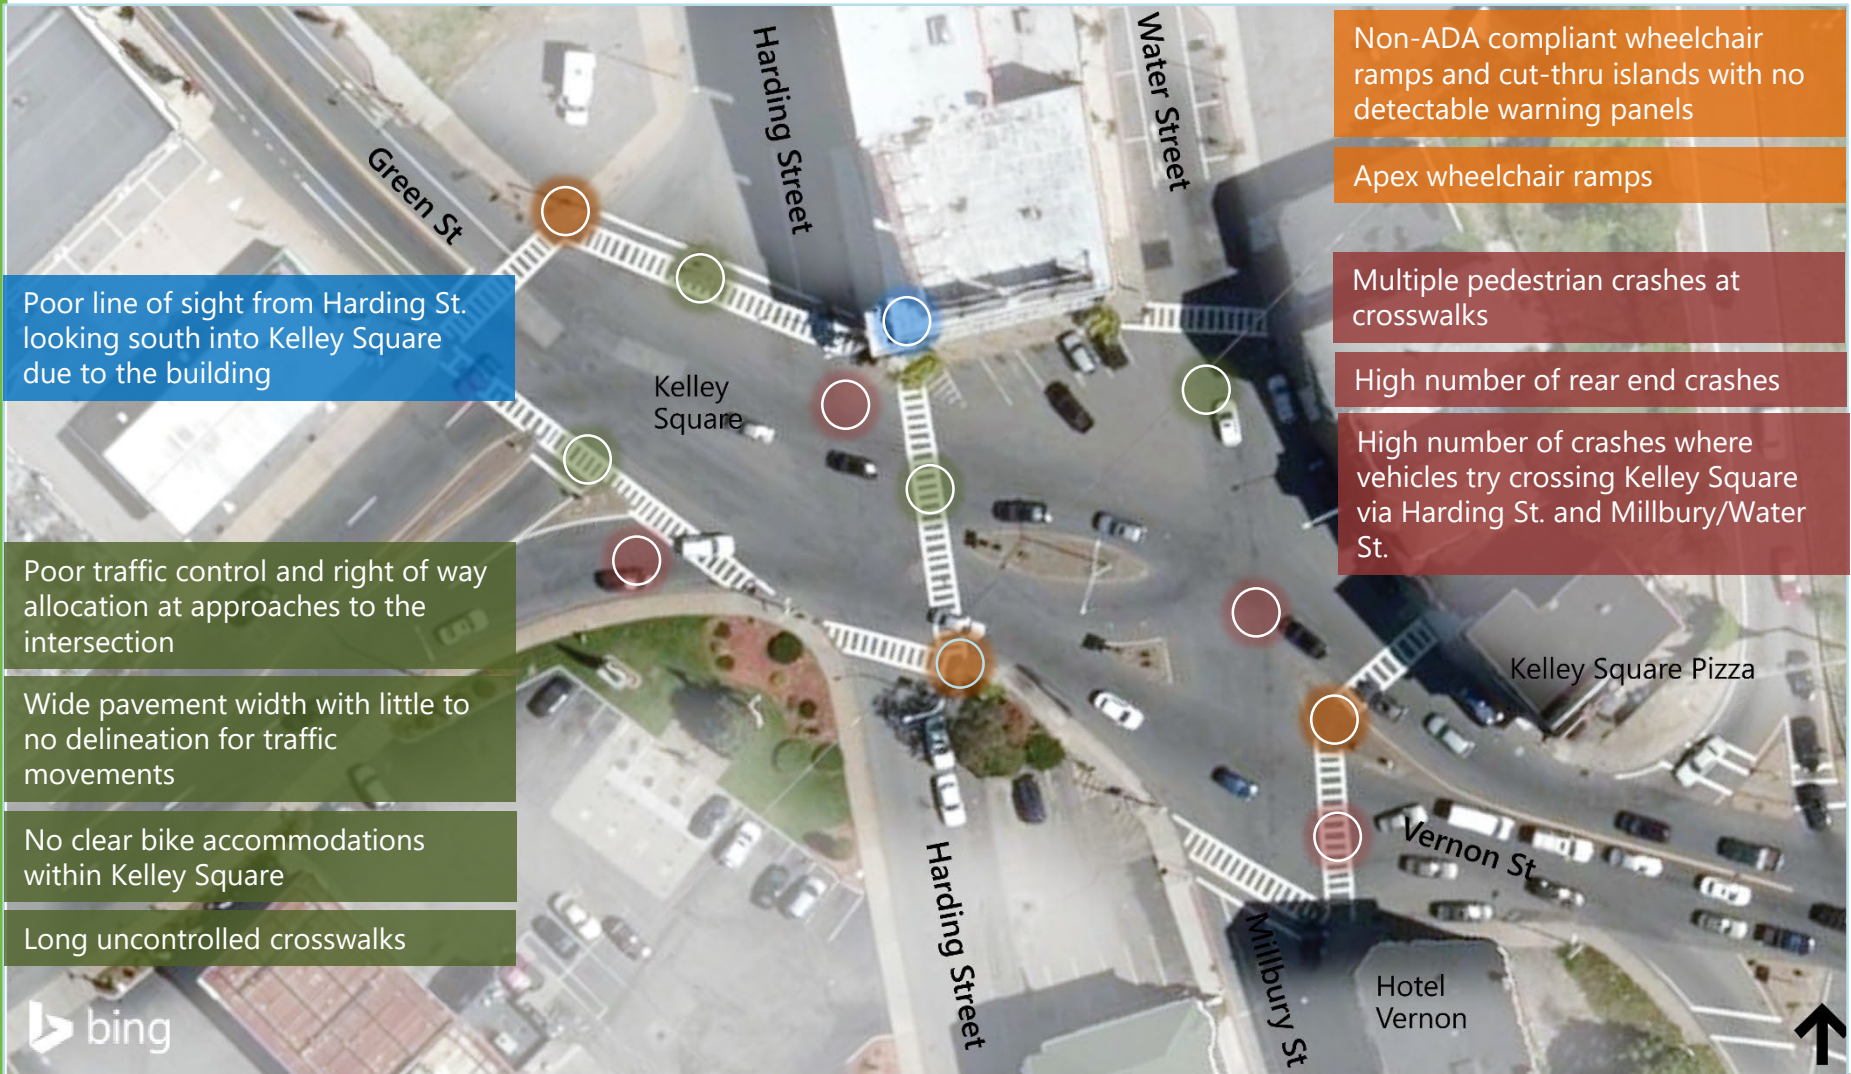 Harding Street
Water Street
Green St
Non-ADA compliant wheelchair
ramps and cut-thru islands with no
detectable warning panels
Apex wheelchair ramps
Poor line of sight from Harding St.
looking south into Kelley Square
due to the building
Multiple pedestrian crashes at
crosswalks
High number of rear end crashes
High number of crashes where
vehicles try crossing Kelley Square
via Harding St. and Millbury/Water
St.
Kelley
Square
Poor traffic control and right of way
allocation at approaches to the
intersection
Wide pavement width with little to
no delineation for traffic
movements
No clear bike accommodations
within Kelley Square
Long uncontrolled crosswalks
Kelley Square Pizza
Vernon St
Harding Street
Millbury St
Hotel
Vernon
bing